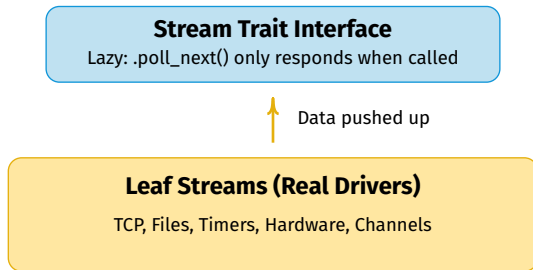 Stream Trait Interface
Lazy: .poll_next() only responds when called
Data pushed up
Leaf Streams (Real Drivers)
TCP, Files, Timers, Hardware, Channels